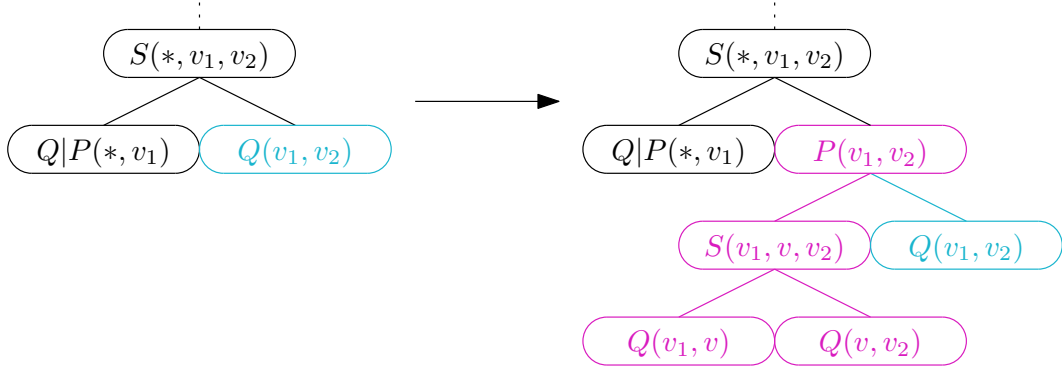 S(∗, v₁, v₂) S(∗, v₁, v₂)
Q|P(∗, v₁) Q(v₁, v₂) Q|P(∗, v₁) P(v₁, v₂)
S(v₁, v, v₂) Q(v₁, v₂)
Q(v₁, v) Q(v, v₂)